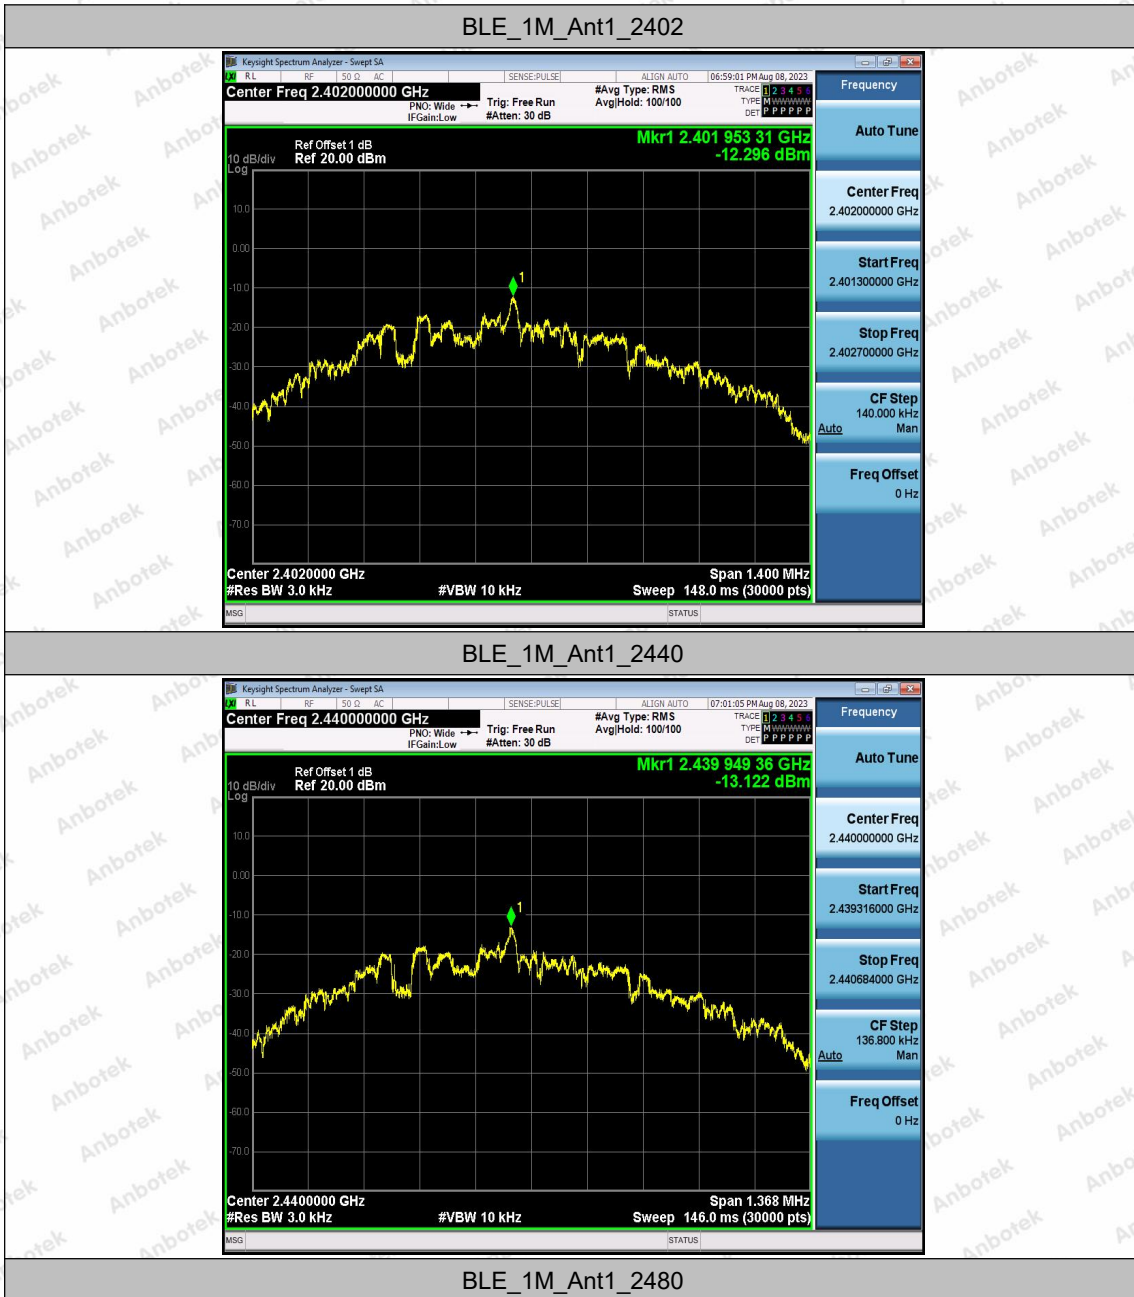 BLE_1M_Ant1_2402
Keysight Spectrum Analyzer - Swept SA
LXI RL RF 50 Ω AC SENSE:PULSE ALIGN AUTO 06:59:01 PM Aug 08, 2023
Center Freq 2.402000000 GHz
PNO: Wide
IFGain:Low
Trig: Free Run
#Atten: 30 dB
#Avg Type: RMS
Avg|Hold: 100/100
TRACE 1 2 3 4 5 6
TYPE M W W W W W
DET P P P P P P
Mkr1 2.401 953 31 GHz
-12.296 dBm
Ref Offset 1 dB
10 dB/div Ref 20.00 dBm
Log
10.0
0.00
-10.0
-20.0
-30.0
-40.0
-50.0
-60.0
-70.0
1
Center 2.4020000 GHz Span 1.400 MHz
#Res BW 3.0 kHz #VBW 10 kHz Sweep 148.0 ms (30000 pts)
MSG STATUS
Frequency
Auto Tune
Center Freq
2.402000000 GHz
Start Freq
2.401300000 GHz
Stop Freq
2.402700000 GHz
CF Step
140.000 kHz
Auto Man
Freq Offset
0 Hz
BLE_1M_Ant1_2440
Keysight Spectrum Analyzer - Swept SA
LXI RL RF 50 Ω AC SENSE:PULSE ALIGN AUTO 07:01:05 PM Aug 08, 2023
Center Freq 2.440000000 GHz
PNO: Wide
IFGain:Low
Trig: Free Run
#Atten: 30 dB
#Avg Type: RMS
Avg|Hold: 100/100
TRACE 1 2 3 4 5 6
TYPE M W W W W W
DET P P P P P P
Mkr1 2.439 949 36 GHz
-13.122 dBm
Ref Offset 1 dB
10 dB/div Ref 20.00 dBm
Log
10.0
0.00
-10.0
-20.0
-30.0
-40.0
-50.0
-60.0
-70.0
1
Center 2.4400000 GHz Span 1.368 MHz
#Res BW 3.0 kHz #VBW 10 kHz Sweep 146.0 ms (30000 pts)
MSG STATUS
Frequency
Auto Tune
Center Freq
2.440000000 GHz
Start Freq
2.439316000 GHz
Stop Freq
2.440684000 GHz
CF Step
136.800 kHz
Auto Man
Freq Offset
0 Hz
BLE_1M_Ant1_2480
Anbotek